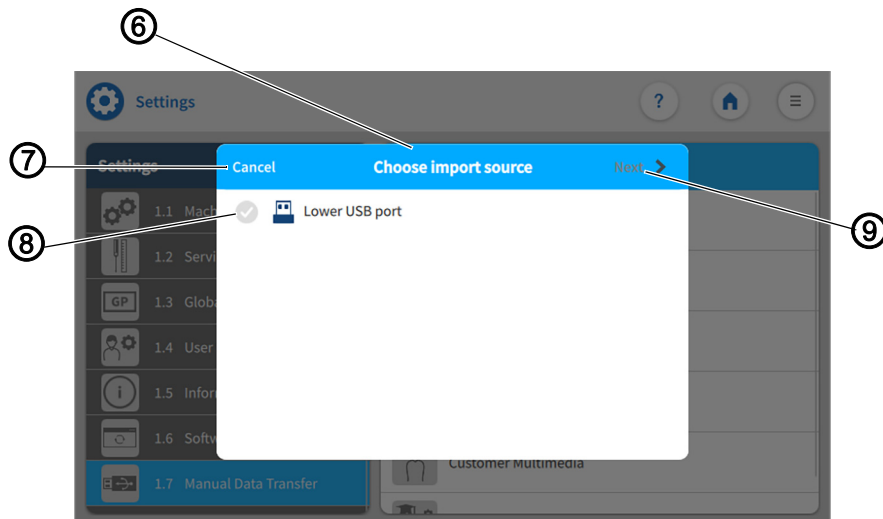 ⑥
Settings
?
⑦
Settings
Cancel
Choose import source
Next
⑧
1.1 Mach
Lower USB port
⑨
1.2 Servi
GP
1.3 Globa
1.4 User
i
1.5 Infor
1.6 Softw
Customer Multimedia
1.7 Manual Data Transfer